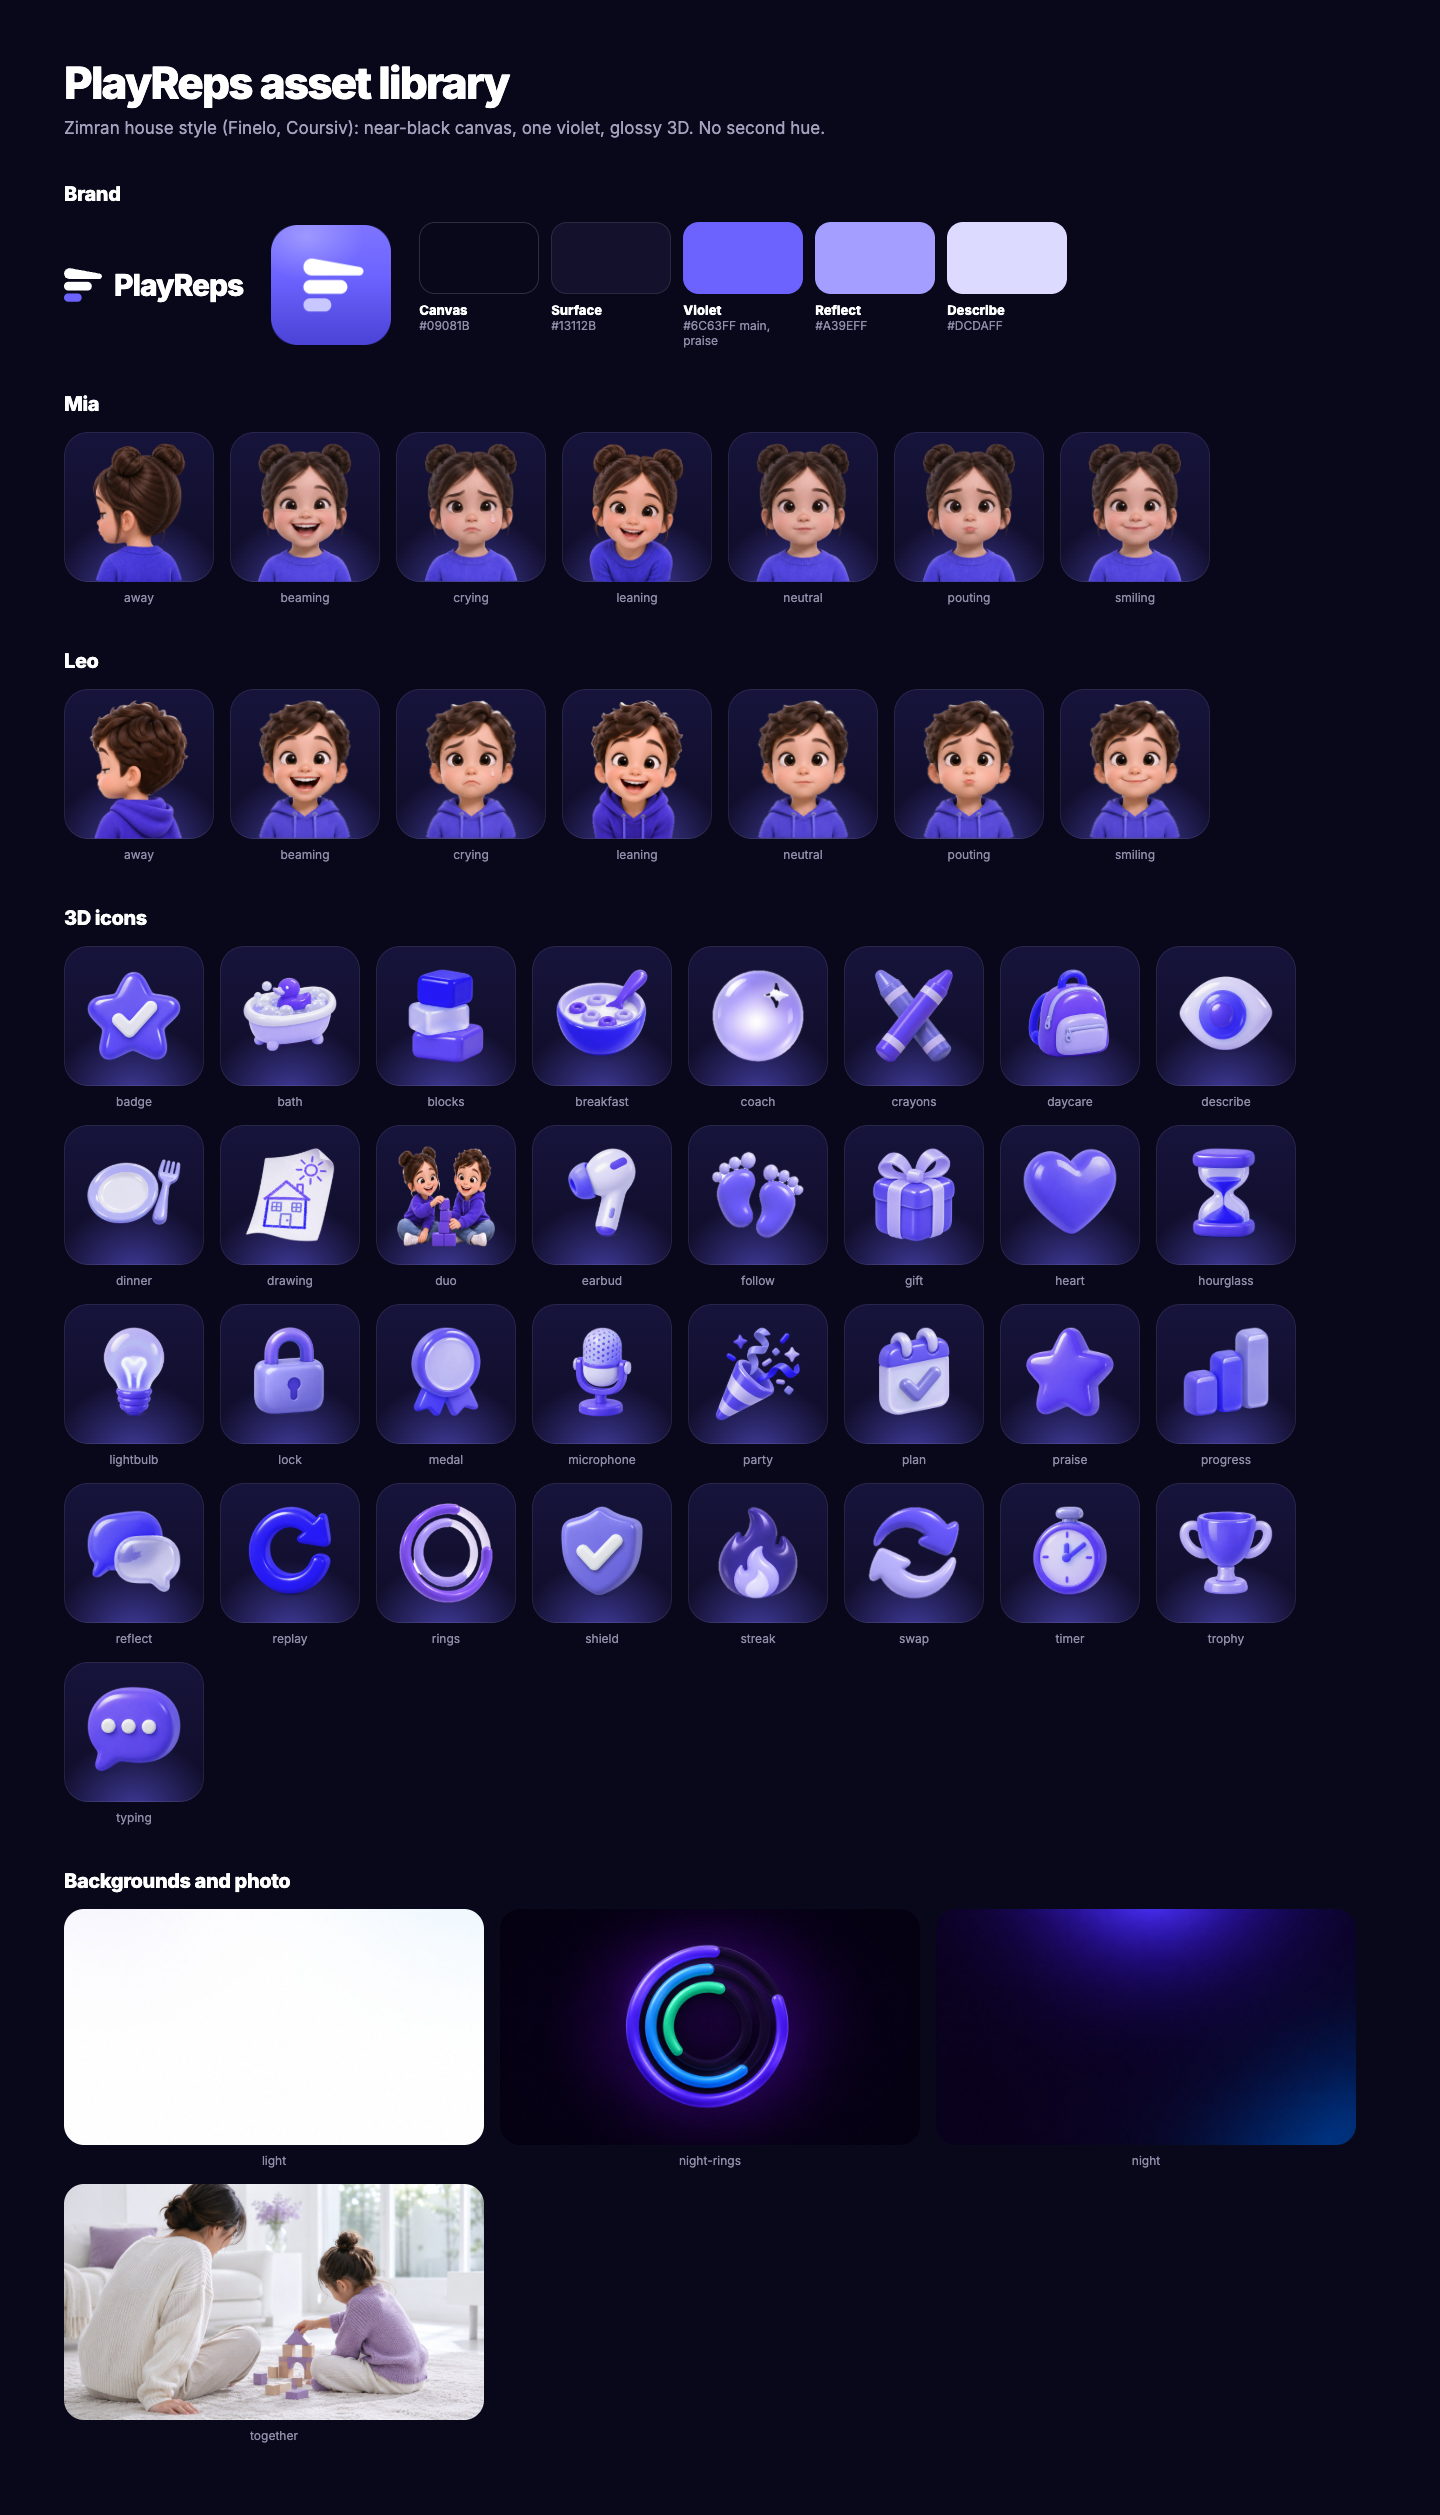 PlayReps asset library
Zimran house style (Finelo, Coursiv): near-black canvas, one violet, glossy 3D. No second hue.
Brand
PlayReps
Canvas
#09081B
Surface
#13112B
Violet
#6C63FF main,
praise
Reflect
#A39EFF
Describe
#DCDAFF
Mia
away
beaming
crying
leaning
neutral
pouting
smiling
Leo
away
beaming
crying
leaning
neutral
pouting
smiling
3D icons
badge
bath
blocks
breakfast
coach
crayons
daycare
describe
dinner
drawing
duo
earbud
follow
gift
heart
hourglass
lightbulb
lock
medal
microphone
party
plan
praise
progress
reflect
replay
rings
shield
streak
swap
timer
trophy
typing
Backgrounds and photo
light
night-rings
night
together